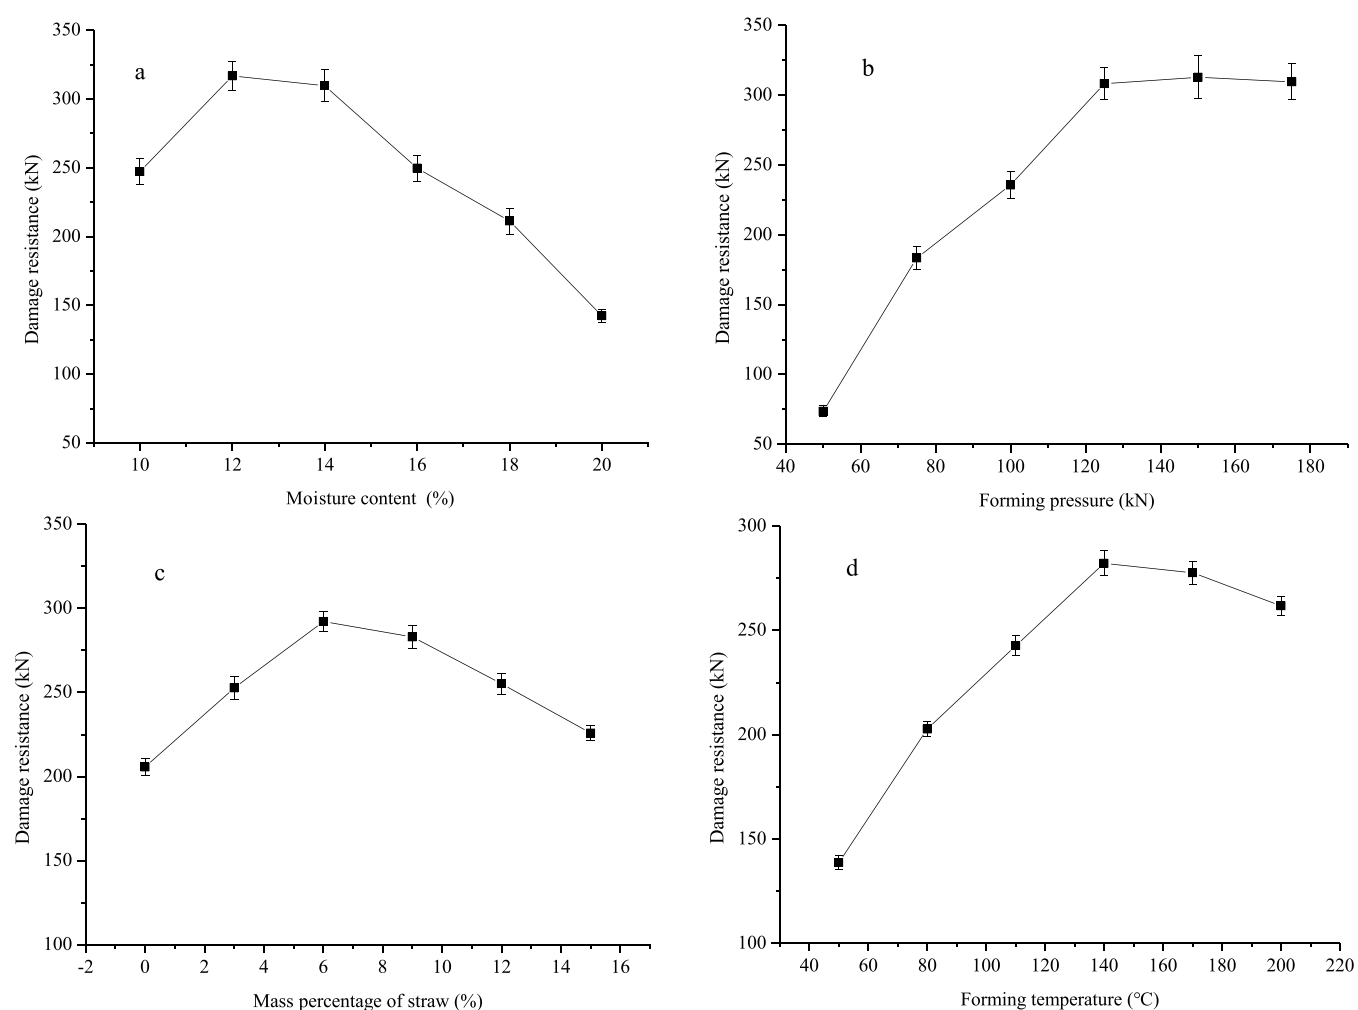 a
350
300
250
200
150
100
50
10 12 14 16 18 20
Damage resistance (kN)
Moisture content (%)
b
350
300
250
200
150
100
50
40 60 80 100 120 140 160 180
Damage resistance (kN)
Forming pressure (kN)
c
350
300
250
200
150
100
-2 0 2 4 6 8 10 12 14 16
Damage resistance (kN)
Mass percentage of straw (%)
d
300
250
200
150
100
40 60 80 100 120 140 160 180 200 220
Damage resistance (kN)
Forming temperature (℃)